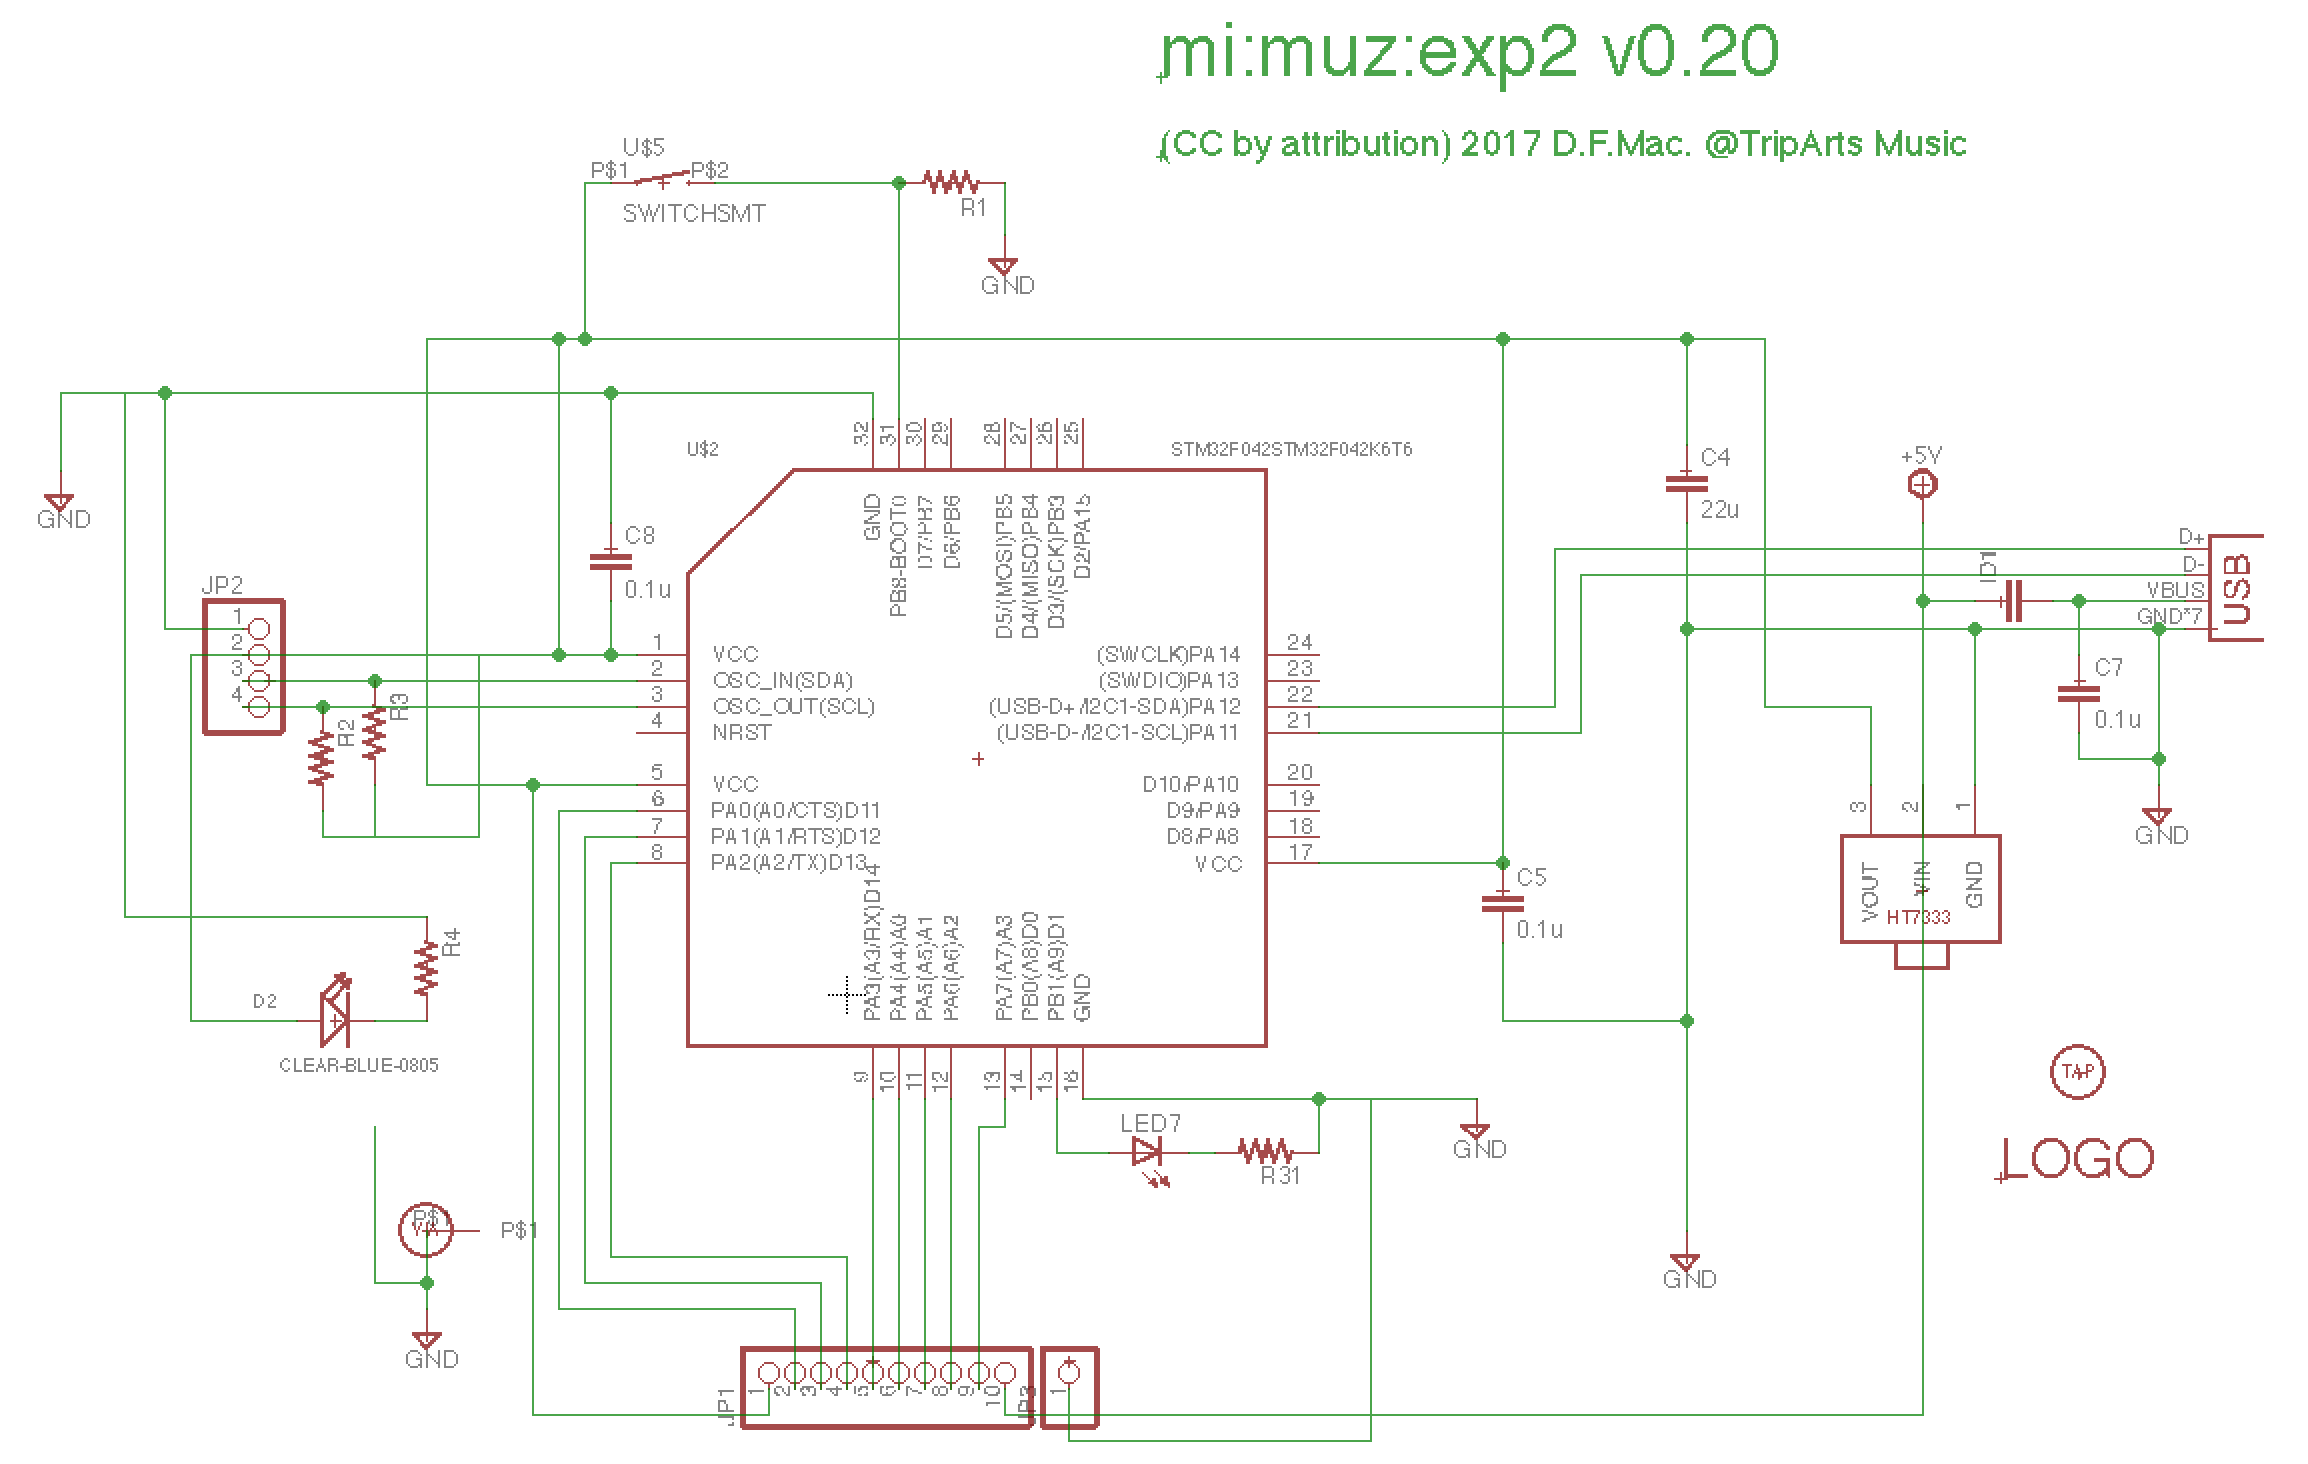 mi:muz:exp2 v0.20
(CC by attribution) 2017 D.F.Mac. @TripArts Music
U$5
P$1
P$2
SWITCHSMT
R1
GND
U$2
STM32F042STM32F042K6T6
32
31
30
29
28
27
26
25
GND
PB8-BOOT0
D7/PB7
D6/PB6
D5/(MOSI)PB5
D4/(MISO)PB4
D3/(SCK)PB3
D2/PA15
C4
22u
+5V
GND
C8
0.1u
D+
D-
VBUS
GND*7
USB
ID1
JP2
1
2
3
4
R2
R3
1
2
3
4
5
6
7
8
VCC
OSC_IN(SDA)
OSC_OUT(SCL)
NRST
VCC
PA0(A0/CTS)D11
PA1(A1/RTS)D12
PA2(A2/TX)D13
(SWCLK)PA14
(SWDIO)PA13
(USB-D+/I2C1-SDA)PA12
(USB-D-/I2C1-SCL)PA11
D10/PA10
D9/PA9
D8/PA8
VCC
24
23
22
21
20
19
18
17
C7
0.1u
GND
3
2
1
VOUT
VIN
GND
HT7333
C5
0.1u
R4
D2
CLEAR-BLUE-0805
PA3(A3/RX)D14
PA4(A4)A0
PA5(A5)A1
PA6(A6)A2
PA7(A7)A3
PB0(A8)D0
PB1(A9)D1
GND
9
10
11
12
13
14
15
16
LED7
R31
GND
TAP
LOGO
P$1
P$1
GND
GND
JP1
1
2
3
4
5
6
7
8
9
10
JP3
1